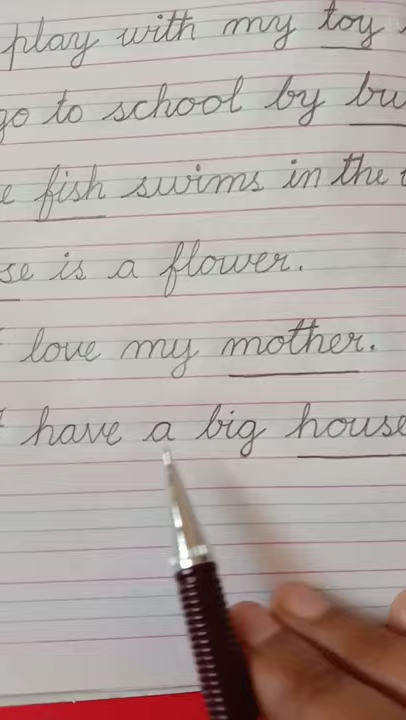 play with my toy
go to school by
fish swims in the
is a flower.
love my mother.
have a big house